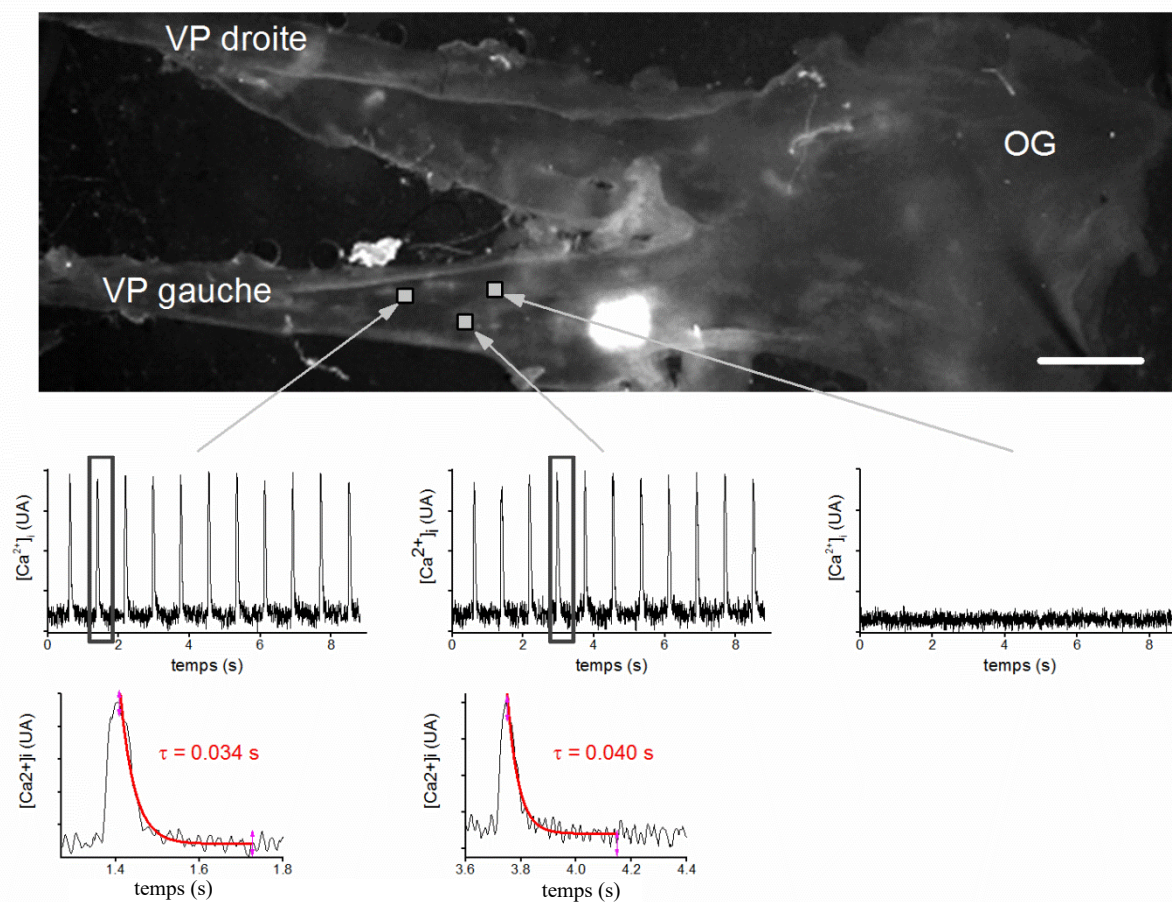 VP droite
OG
VP gauche
[Ca²⁺]ᵢ (UA)
0 2 4 6 8
temps (s)
[Ca²⁺]ᵢ (UA)
0 2 4 6 8
temps (s)
[Ca²⁺]ᵢ (UA)
0 2 4 6 8
temps (s)
[Ca2+]i (UA)
τ = 0.034 s
1.4 1.6 1.8
temps (s)
[Ca2+]i (UA)
τ = 0.040 s
3.6 3.8 4.0 4.2 4.4
temps (s)